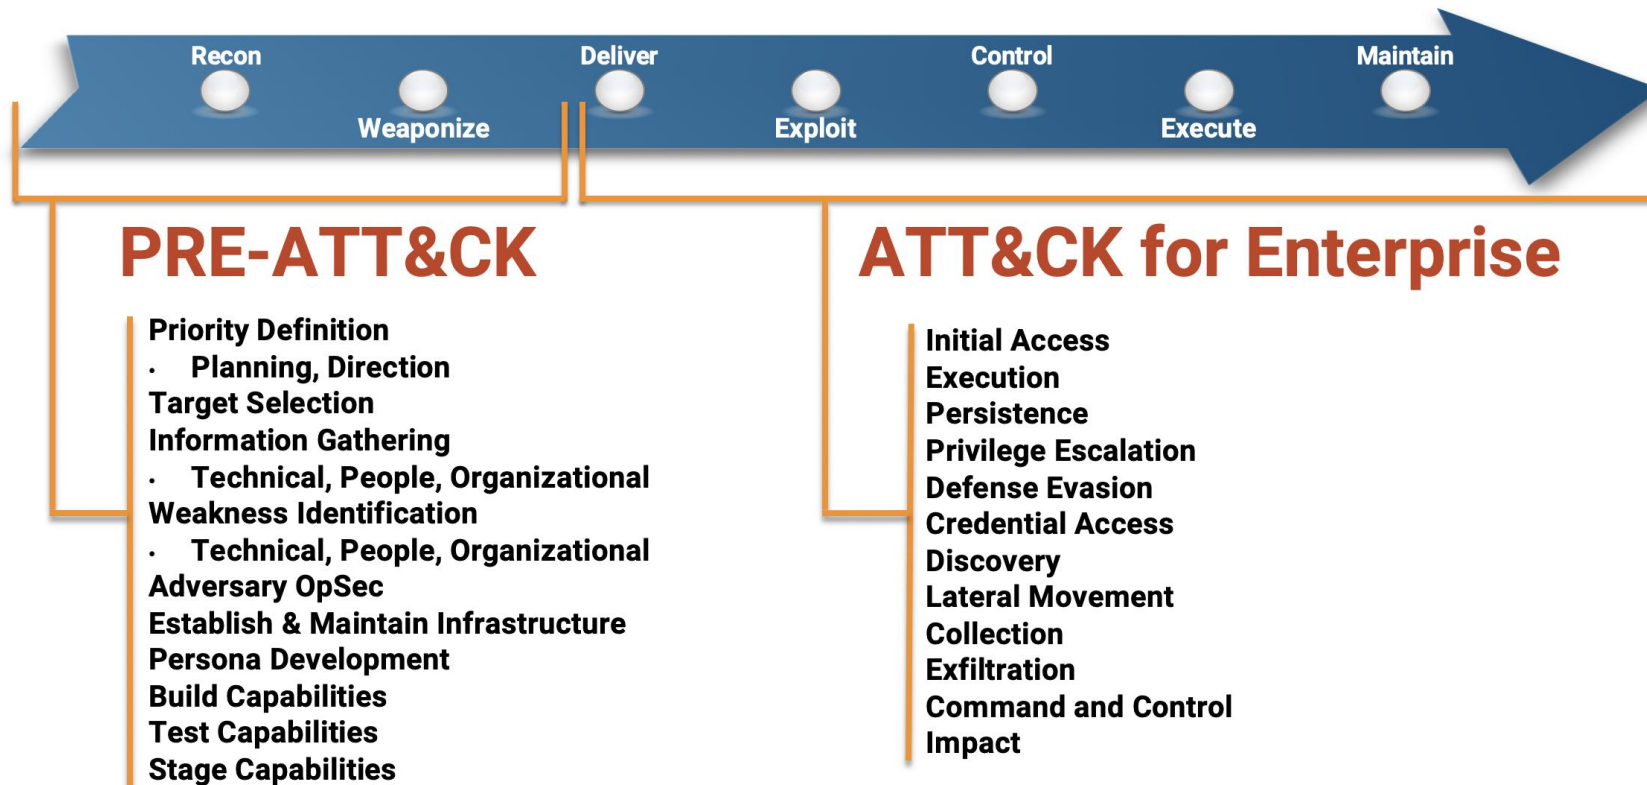 Recon
Weaponize
Deliver
Exploit
Control
Execute
Maintain
PRE-ATT&CK
Priority Definition
· Planning, Direction
Target Selection
Information Gathering
· Technical, People, Organizational
Weakness Identification
· Technical, People, Organizational
Adversary OpSec
Establish & Maintain Infrastructure
Persona Development
Build Capabilities
Test Capabilities
Stage Capabilities
ATT&CK for Enterprise
Initial Access
Execution
Persistence
Privilege Escalation
Defense Evasion
Credential Access
Discovery
Lateral Movement
Collection
Exfiltration
Command and Control
Impact